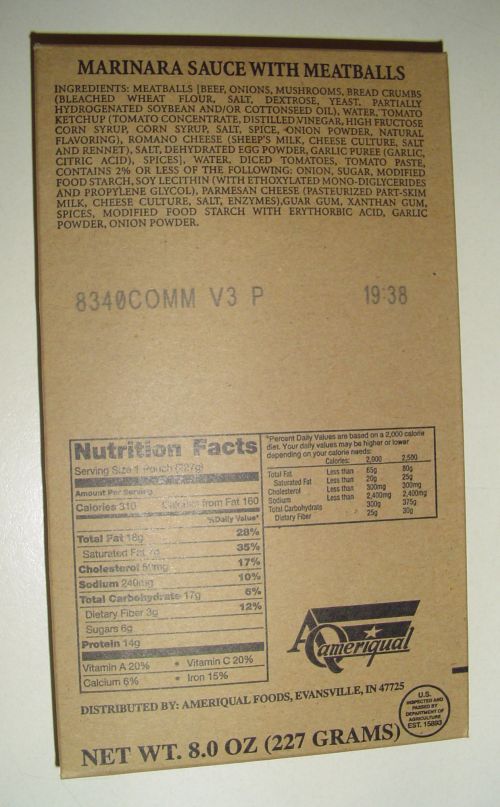 MARINARA SAUCE WITH MEATBALLS
INGREDIENTS: MEATBALLS [BEEF, ONIONS, MUSHROOMS, BREAD CRUMBS
(BLEACHED WHEAT FLOUR, SALT, DEXTROSE, YEAST, PARTIALLY
HYDROGENATED SOYBEAN AND/OR COTTONSEED OIL), WATER, TOMATO
KETCHUP (TOMATO CONCENTRATE, DISTILLED VINEGAR, HIGH FRUCTOSE
CORN SYRUP, CORN SYRUP, SALT, SPICE, ONION POWDER, NATURAL
FLAVORING), ROMANO CHEESE (SHEEP'S MILK, CHEESE CULTURE, SALT
AND RENNET), SALT, DEHYDRATED EGG POWDER, GARLIC PUREE (GARLIC,
CITRIC ACID), SPICES], WATER, DICED TOMATOES, TOMATO PASTE,
CONTAINS 2% OR LESS OF THE FOLLOWING: ONION, SUGAR, MODIFIED
FOOD STARCH, SOY LECITHIN (WITH ETHOXYLATED MONO-DIGLYCERIDES
AND PROPYLENE GLYCOL), PARMESAN CHEESE (PASTEURIZED PART-SKIM
MILK, CHEESE CULTURE, SALT, ENZYMES),GUAR GUM, XANTHAN GUM,
SPICES, MODIFIED FOOD STARCH WITH ERYTHORBIC ACID, GARLIC
POWDER, ONION POWDER.
8340COMM V3 P 19:38
Nutrition Facts
Serving Size 1 Pouch (227g)
Amount Per Serving
Calories 310 Calories from Fat 160
%Daily Value*
Total Fat 18g 28%
Saturated Fat 7g 35%
Cholesterol 50mg 17%
Sodium 240mg 10%
Total Carbohydrate 17g 6%
Dietary Fiber 3g 12%
Sugars 6g
Protein 14g
Vitamin A 20% • Vitamin C 20%
Calcium 6% • Iron 15%
*Percent Daily Values are based on a 2,000 calorie
diet. Your daily values may be higher or lower
depending on your calorie needs:
Calories: 2,000 2,500
Total Fat Less than 65g 80g
Saturated Fat Less than 20g 25g
Cholesterol Less than 300mg 300mg
Sodium Less than 2,400mg 2,400mg
Total Carbohydrate 300g 375g
Dietary Fiber 25g 30g
AQ ameriqual
DISTRIBUTED BY: AMERIQUAL FOODS, EVANSVILLE, IN 47725
U.S.
INSPECTED AND
PASSED BY
DEPARTMENT OF
AGRICULTURE
EST. 15893
NET WT. 8.0 OZ (227 GRAMS)